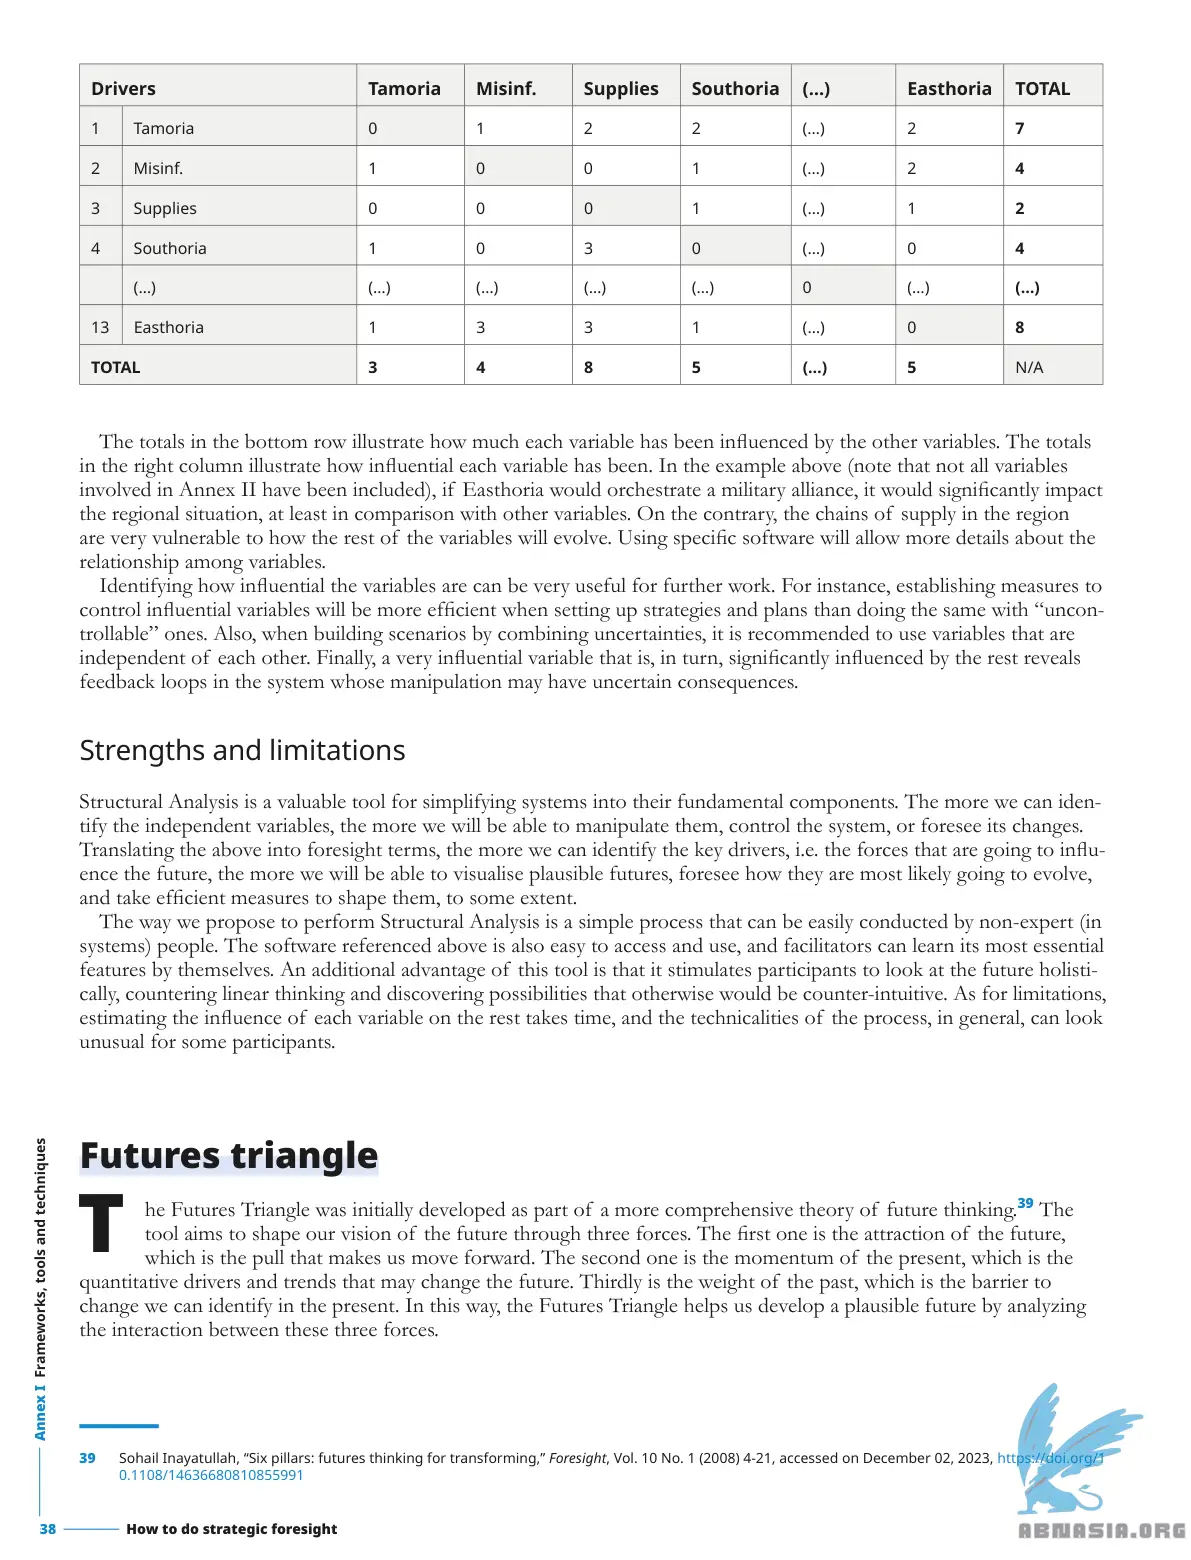 Drivers Tamoria Misinf. Supplies Southoria (...) Easthoria TOTAL
1 Tamoria 0 1 2 2 (...) 2 7
2 Misinf. 1 0 0 1 (...) 2 4
3 Supplies 0 0 0 1 (...) 1 2
4 Southoria 1 0 3 0 (...) 0 4
(...) (...) (...) (...) (...) 0 (...) (...)
13 Easthoria 1 3 3 1 (...) 0 8
TOTAL 3 4 8 5 (...) 5 N/A
The totals in the bottom row illustrate how much each variable has been influenced by the other variables. The totals
in the right column illustrate how influential each variable has been. In the example above (note that not all variables
involved in Annex II have been included), if Easthoria would orchestrate a military alliance, it would significantly impact
the regional situation, at least in comparison with other variables. On the contrary, the chains of supply in the region
are very vulnerable to how the rest of the variables will evolve. Using specific software will allow more details about the
relationship among variables.
Identifying how influential the variables are can be very useful for further work. For instance, establishing measures to
control influential variables will be more efficient when setting up strategies and plans than doing the same with “uncon-
trollable” ones. Also, when building scenarios by combining uncertainties, it is recommended to use variables that are
independent of each other. Finally, a very influential variable that is, in turn, significantly influenced by the rest reveals
feedback loops in the system whose manipulation may have uncertain consequences.
Strengths and limitations
Structural Analysis is a valuable tool for simplifying systems into their fundamental components. The more we can iden-
tify the independent variables, the more we will be able to manipulate them, control the system, or foresee its changes.
Translating the above into foresight terms, the more we can identify the key drivers, i.e. the forces that are going to influ-
ence the future, the more we will be able to visualise plausible futures, foresee how they are most likely going to evolve,
and take efficient measures to shape them, to some extent.
The way we propose to perform Structural Analysis is a simple process that can be easily conducted by non-expert (in
systems) people. The software referenced above is also easy to access and use, and facilitators can learn its most essential
features by themselves. An additional advantage of this tool is that it stimulates participants to look at the future holisti-
cally, countering linear thinking and discovering possibilities that otherwise would be counter-intuitive. As for limitations,
estimating the influence of each variable on the rest takes time, and the technicalities of the process, in general, can look
unusual for some participants.
Futures triangle
The Futures Triangle was initially developed as part of a more comprehensive theory of future thinking.39 The
tool aims to shape our vision of the future through three forces. The first one is the attraction of the future,
which is the pull that makes us move forward. The second one is the momentum of the present, which is the
quantitative drivers and trends that may change the future. Thirdly is the weight of the past, which is the barrier to
change we can identify in the present. In this way, the Futures Triangle helps us develop a plausible future by analyzing
the interaction between these three forces.
39 Sohail Inayatullah, “Six pillars: futures thinking for transforming,” Foresight, Vol. 10 No. 1 (2008) 4-21, accessed on December 02, 2023, https://doi.org/1
0.1108/14636680810855991
Annex I Frameworks, tools and techniques
38 How to do strategic foresight
ABNASIA.ORG